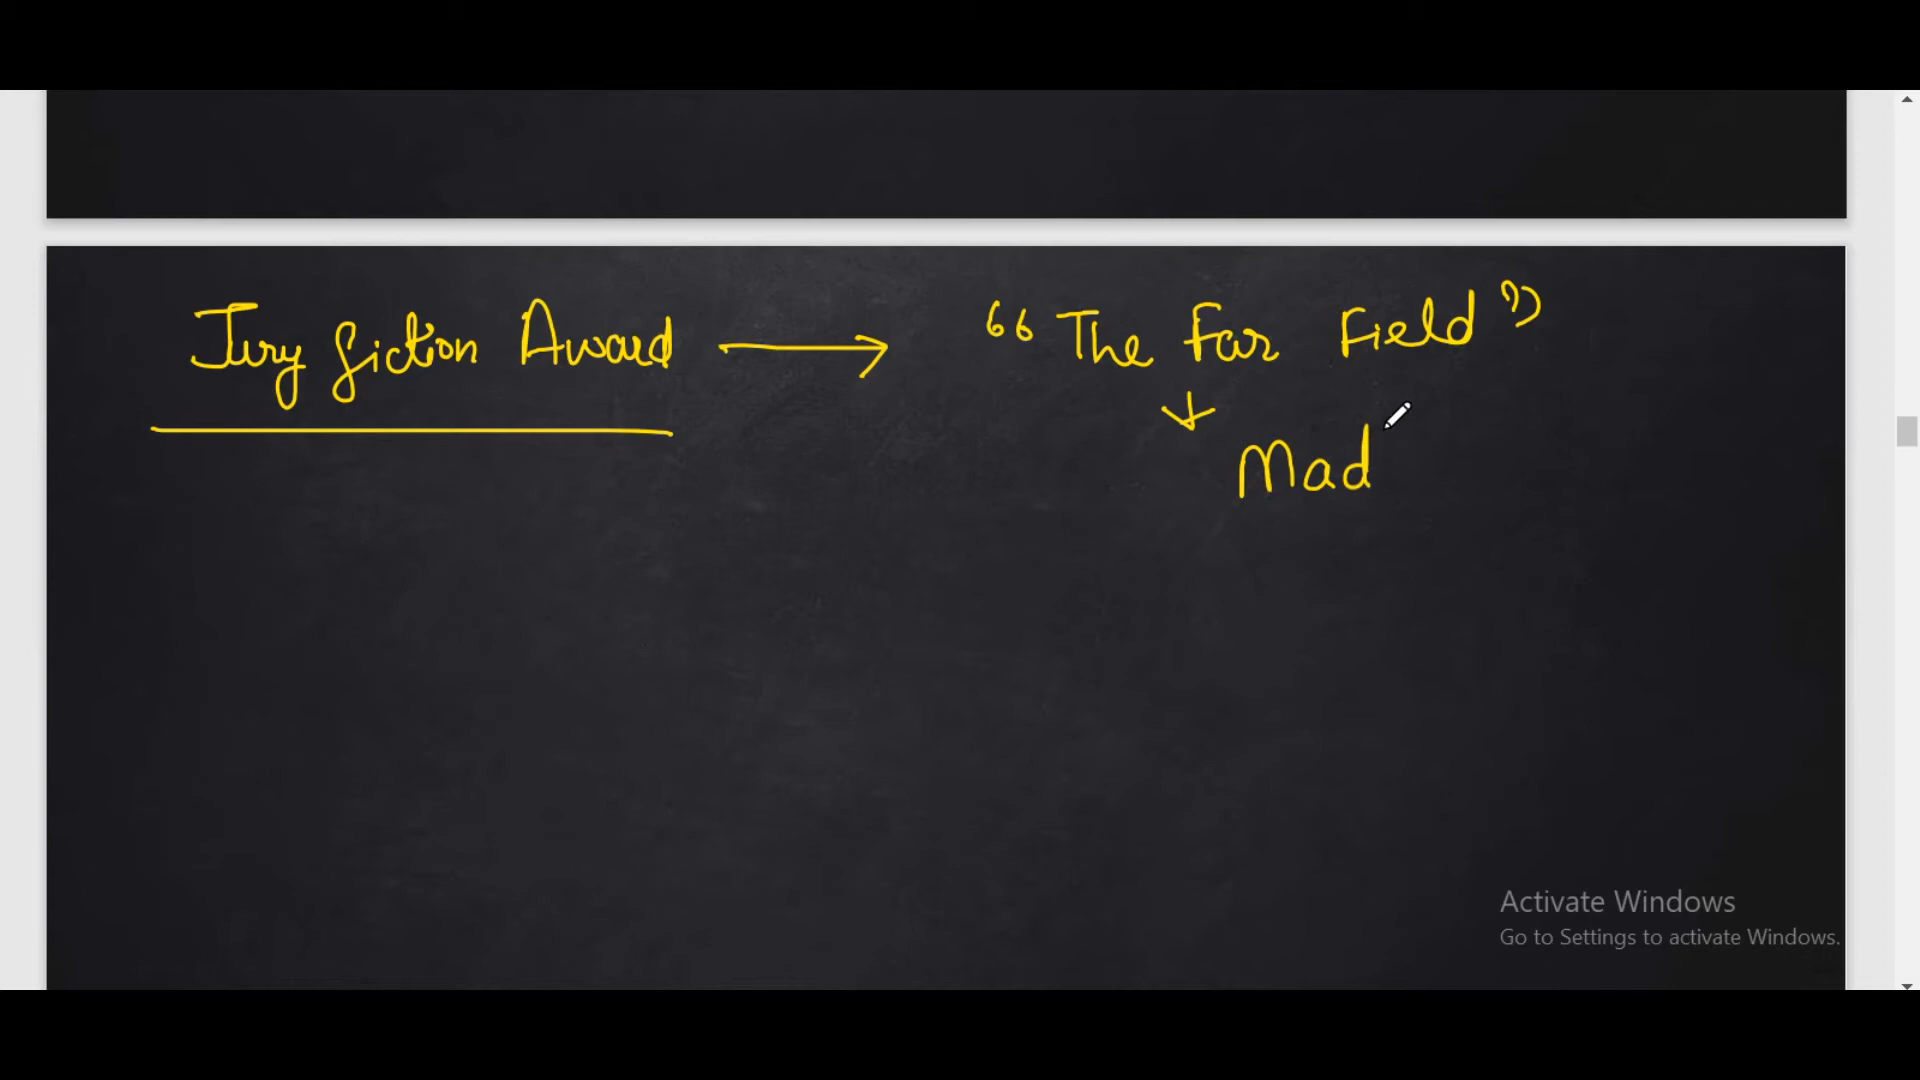 Jury fiction Award → "The Far Field"
↓
Mad
Activate Windows
Go to Settings to activate Windows.